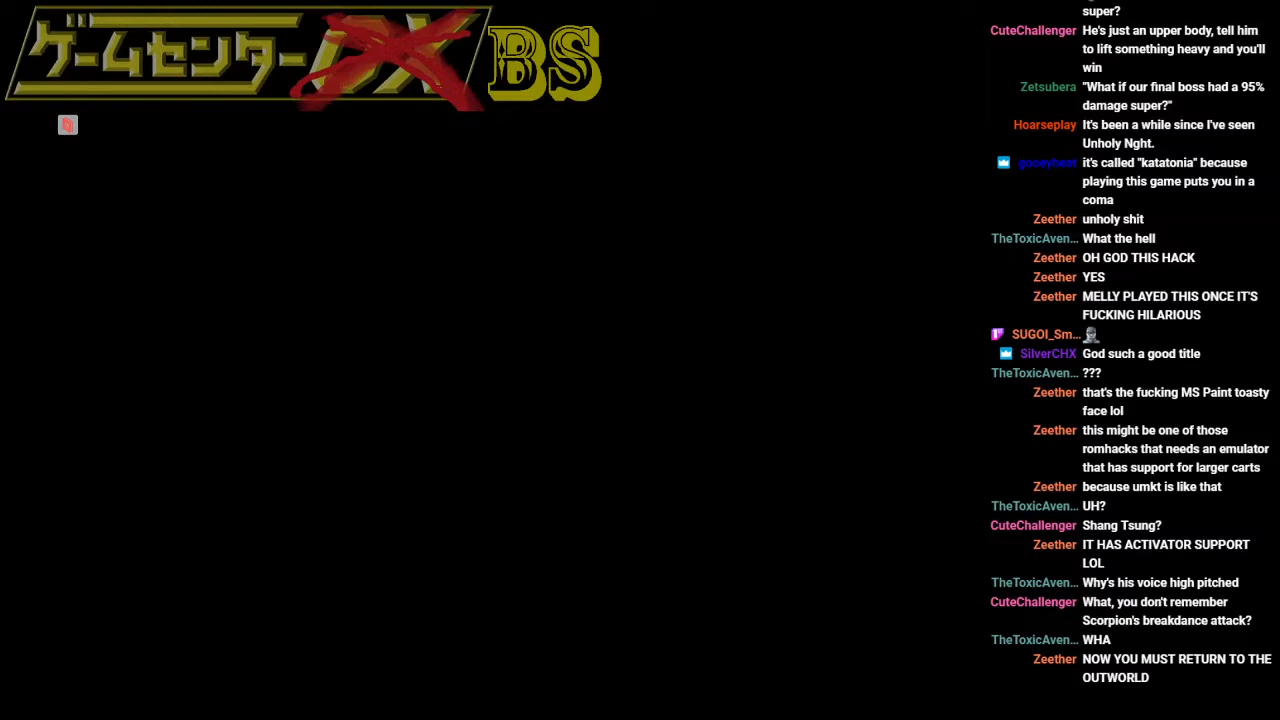 ゲームセンターDX BS
super?
CuteChallenger He's just an upper body, tell him
to lift something heavy and you'll
win
Zetsubera "What if our final boss had a 95%
damage super?"
Hoarseplay It's been a while since I've seen
Unholy Nght.
gooeyheat it's called "katatonia" because
playing this game puts you in a
coma
Zeether unholy shit
TheToxicAven... What the hell
Zeether OH GOD THIS HACK
Zeether YES
Zeether MELLY PLAYED THIS ONCE IT'S
FUCKING HILARIOUS
SUGOI_Sm...
SilverCHX God such a good title
TheToxicAven... ???
Zeether that's the fucking MS Paint toasty
face lol
Zeether this might be one of those
romhacks that needs an emulator
that has support for larger carts
Zeether because umkt is like that
TheToxicAven... UH?
CuteChallenger Shang Tsung?
Zeether IT HAS ACTIVATOR SUPPORT
LOL
TheToxicAven... Why's his voice high pitched
CuteChallenger What, you don't remember
Scorpion's breakdance attack?
TheToxicAven... WHA
Zeether NOW YOU MUST RETURN TO THE
OUTWORLD